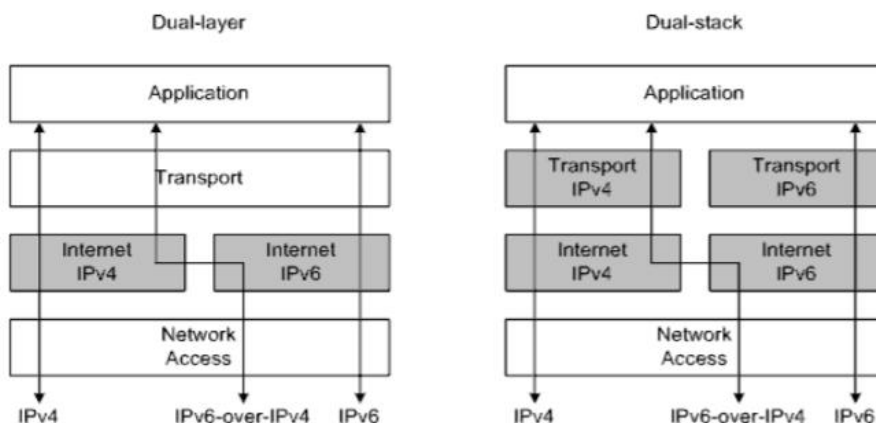 Dual-layer
Application
Transport
Internet
IPv4
Internet
IPv6
Network
Access
IPv4
IPv6-over-IPv4
IPv6
Dual-stack
Application
Transport
IPv4
Transport
IPv6
Internet
IPv4
Internet
IPv6
Network
Access
IPv4
IPv6-over-IPv4
IPv6